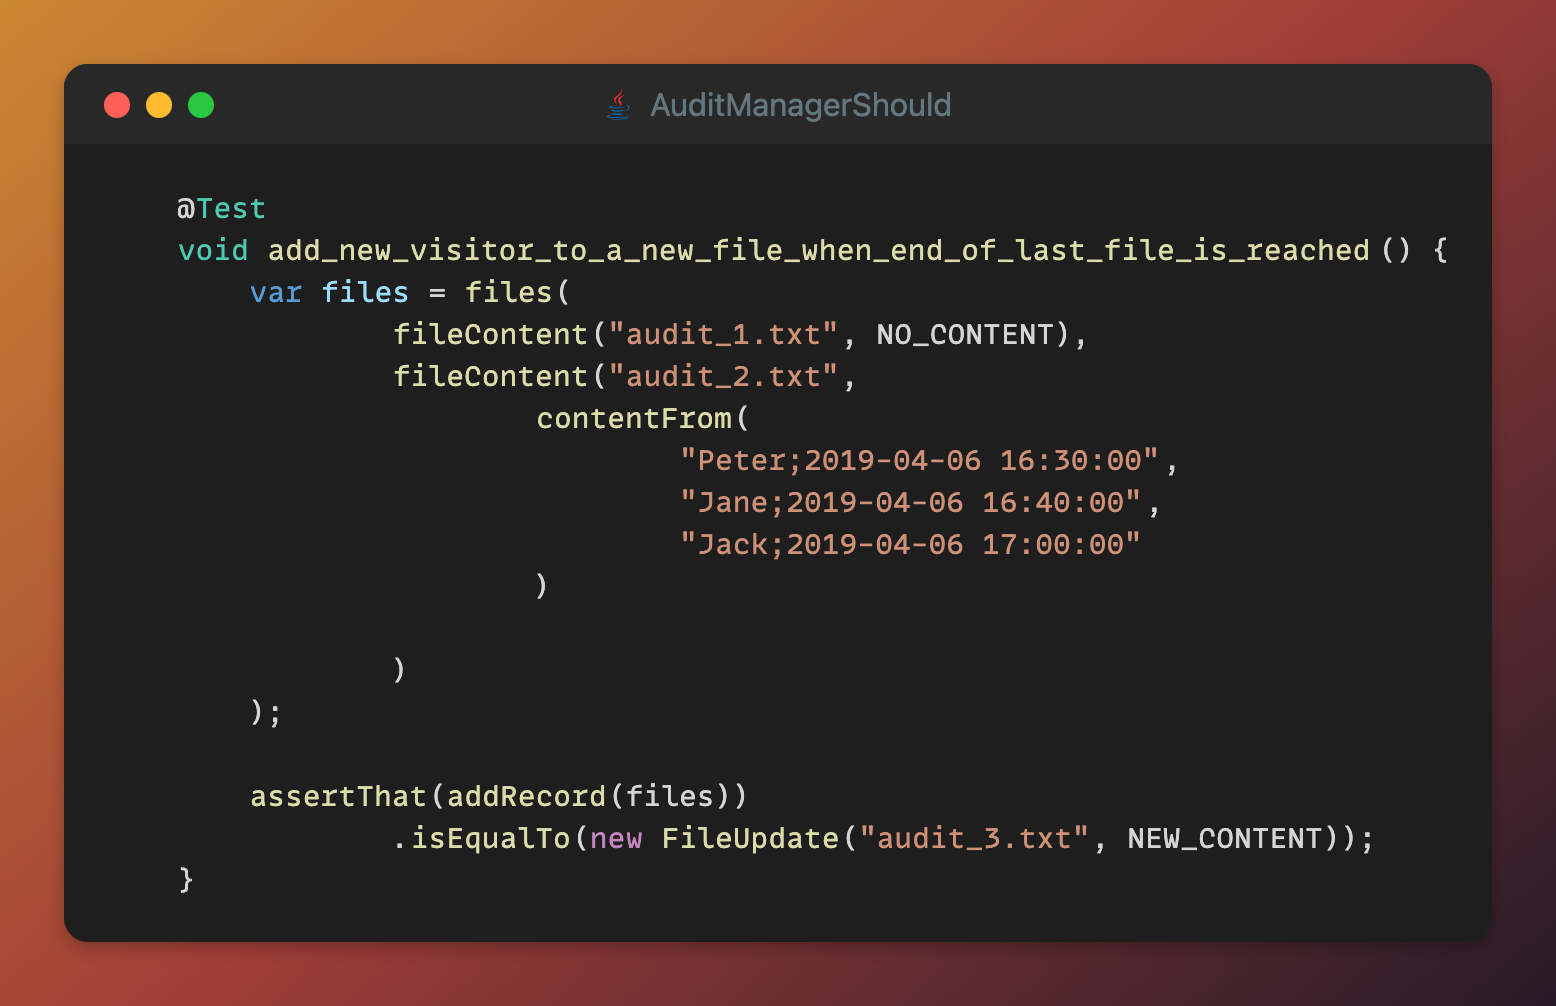 AuditManagerShould
@Test
void add_new_visitor_to_a_new_file_when_end_of_last_file_is_reached() {
var files = files(
fileContent("audit_1.txt", NO_CONTENT),
fileContent("audit_2.txt",
contentFrom(
"Peter;2019-04-06 16:30:00",
"Jane;2019-04-06 16:40:00",
"Jack;2019-04-06 17:00:00"
)
)
);
assertThat(addRecord(files))
.isEqualTo(new FileUpdate("audit_3.txt", NEW_CONTENT));
}